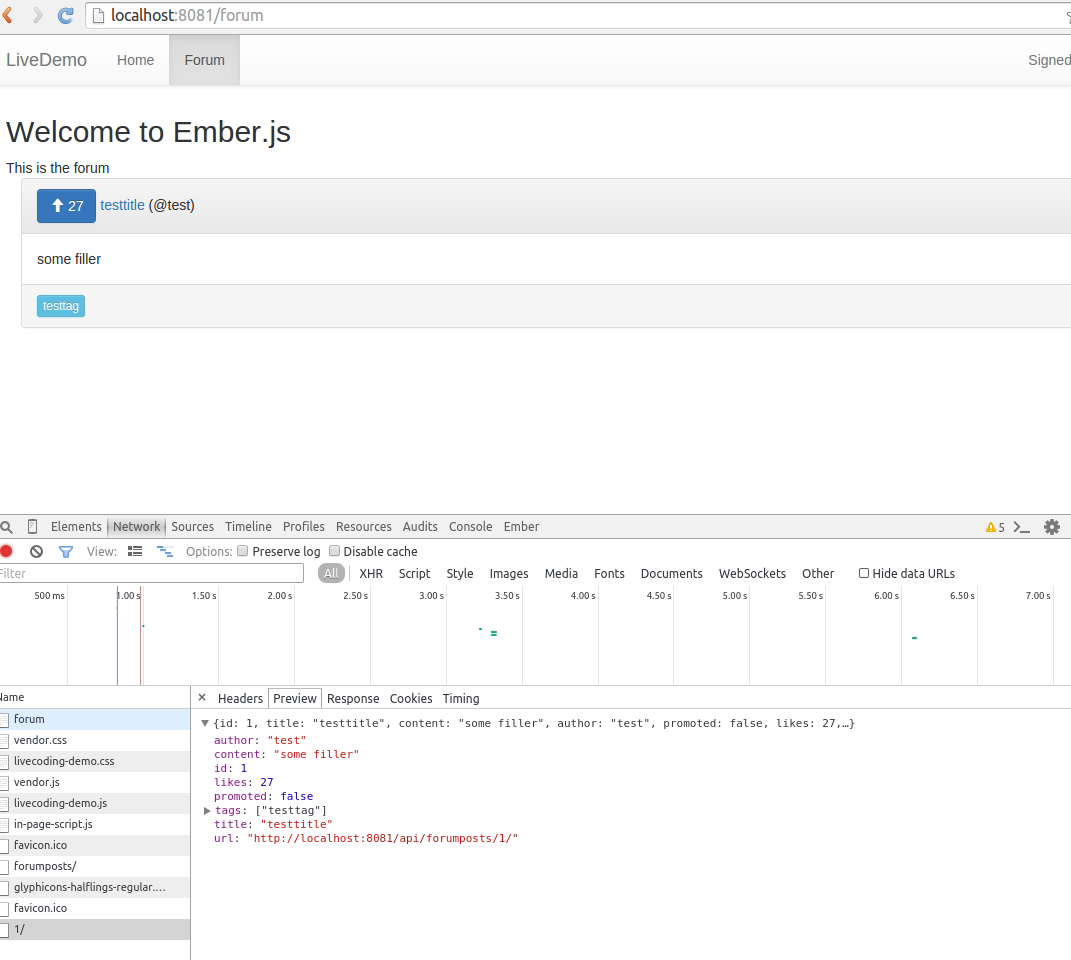 localhost:8081/forum
LiveDemo Home Forum Signed
Welcome to Ember.js
This is the forum
27 testtitle (@test)
some filler
testtag
Elements Network Sources Timeline Profiles Resources Audits Console Ember 5
View: Options: Preserve log Disable cache
Filter All XHR Script Style Images Media Fonts Documents WebSockets Other Hide data URLs
500 ms 1.00 s 1.50 s 2.00 s 2.50 s 3.00 s 3.50 s 4.00 s 4.50 s 5.00 s 5.50 s 6.00 s 6.50 s 7.00 s
Name × Headers Preview Response Cookies Timing
forum
vendor.css
livecoding-demo.css
vendor.js
livecoding-demo.js
in-page-script.js
favicon.ico
forumposts/
glyphicons-halflings-regular.…
favicon.ico
1/
{id: 1, title: "testtitle", content: "some filler", author: "test", promoted: false, likes: 27,…}
author: "test"
content: "some filler"
id: 1
likes: 27
promoted: false
tags: ["testtag"]
title: "testtitle"
url: "http://localhost:8081/api/forumposts/1/"